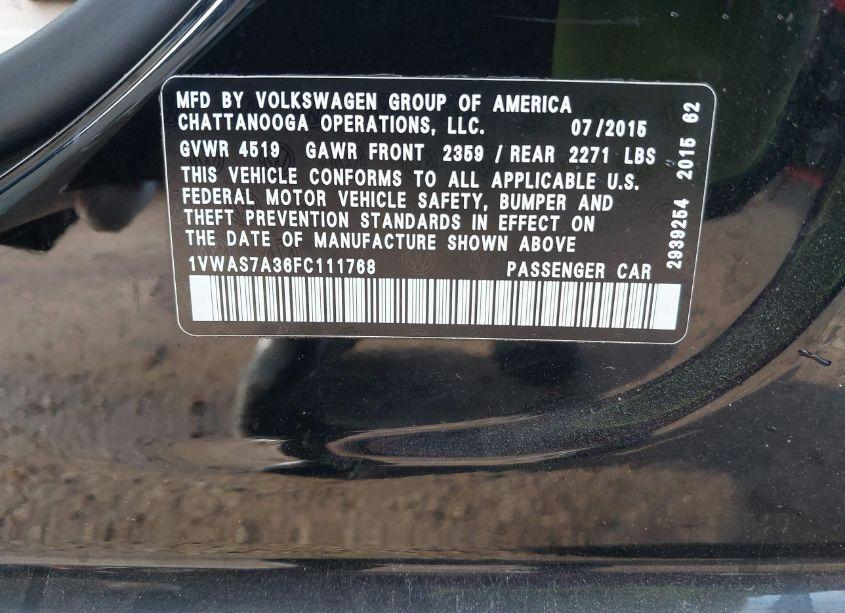 MFD BY VOLKSWAGEN GROUP OF AMERICA
CHATTANOOGA OPERATIONS, LLC. 07/2015
GVWR 4519 GAWR FRONT 2359 / REAR 2271 LBS
THIS VEHICLE CONFORMS TO ALL APPLICABLE U.S.
FEDERAL MOTOR VEHICLE SAFETY, BUMPER AND
THEFT PREVENTION STANDARDS IN EFFECT ON
THE DATE OF MANUFACTURE SHOWN ABOVE
1VWAS7A36FC111768 PASSENGER CAR
2939254 2015 62